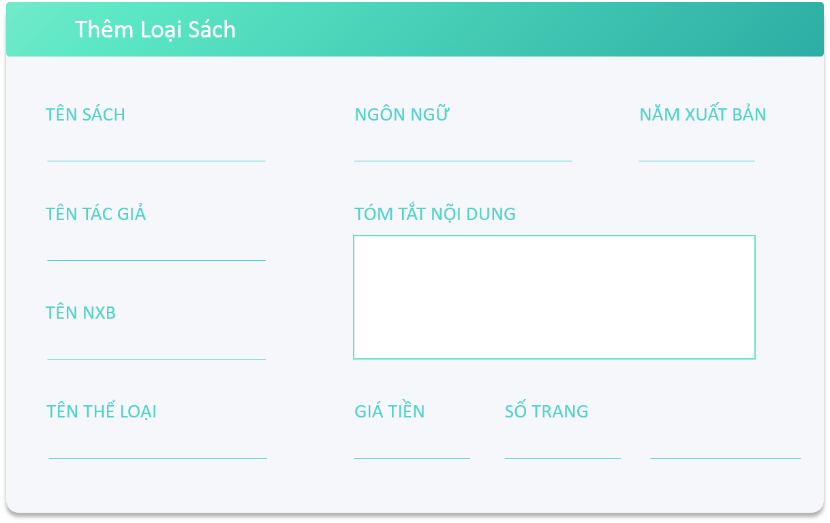 Thêm Loại Sách
TÊN SÁCH
NGÔN NGỮ
NĂM XUẤT BẢN
TÊN TÁC GIẢ
TÓM TẮT NỘI DUNG
TÊN NXB
TÊN THỂ LOẠI
GIÁ TIỀN
SỐ TRANG